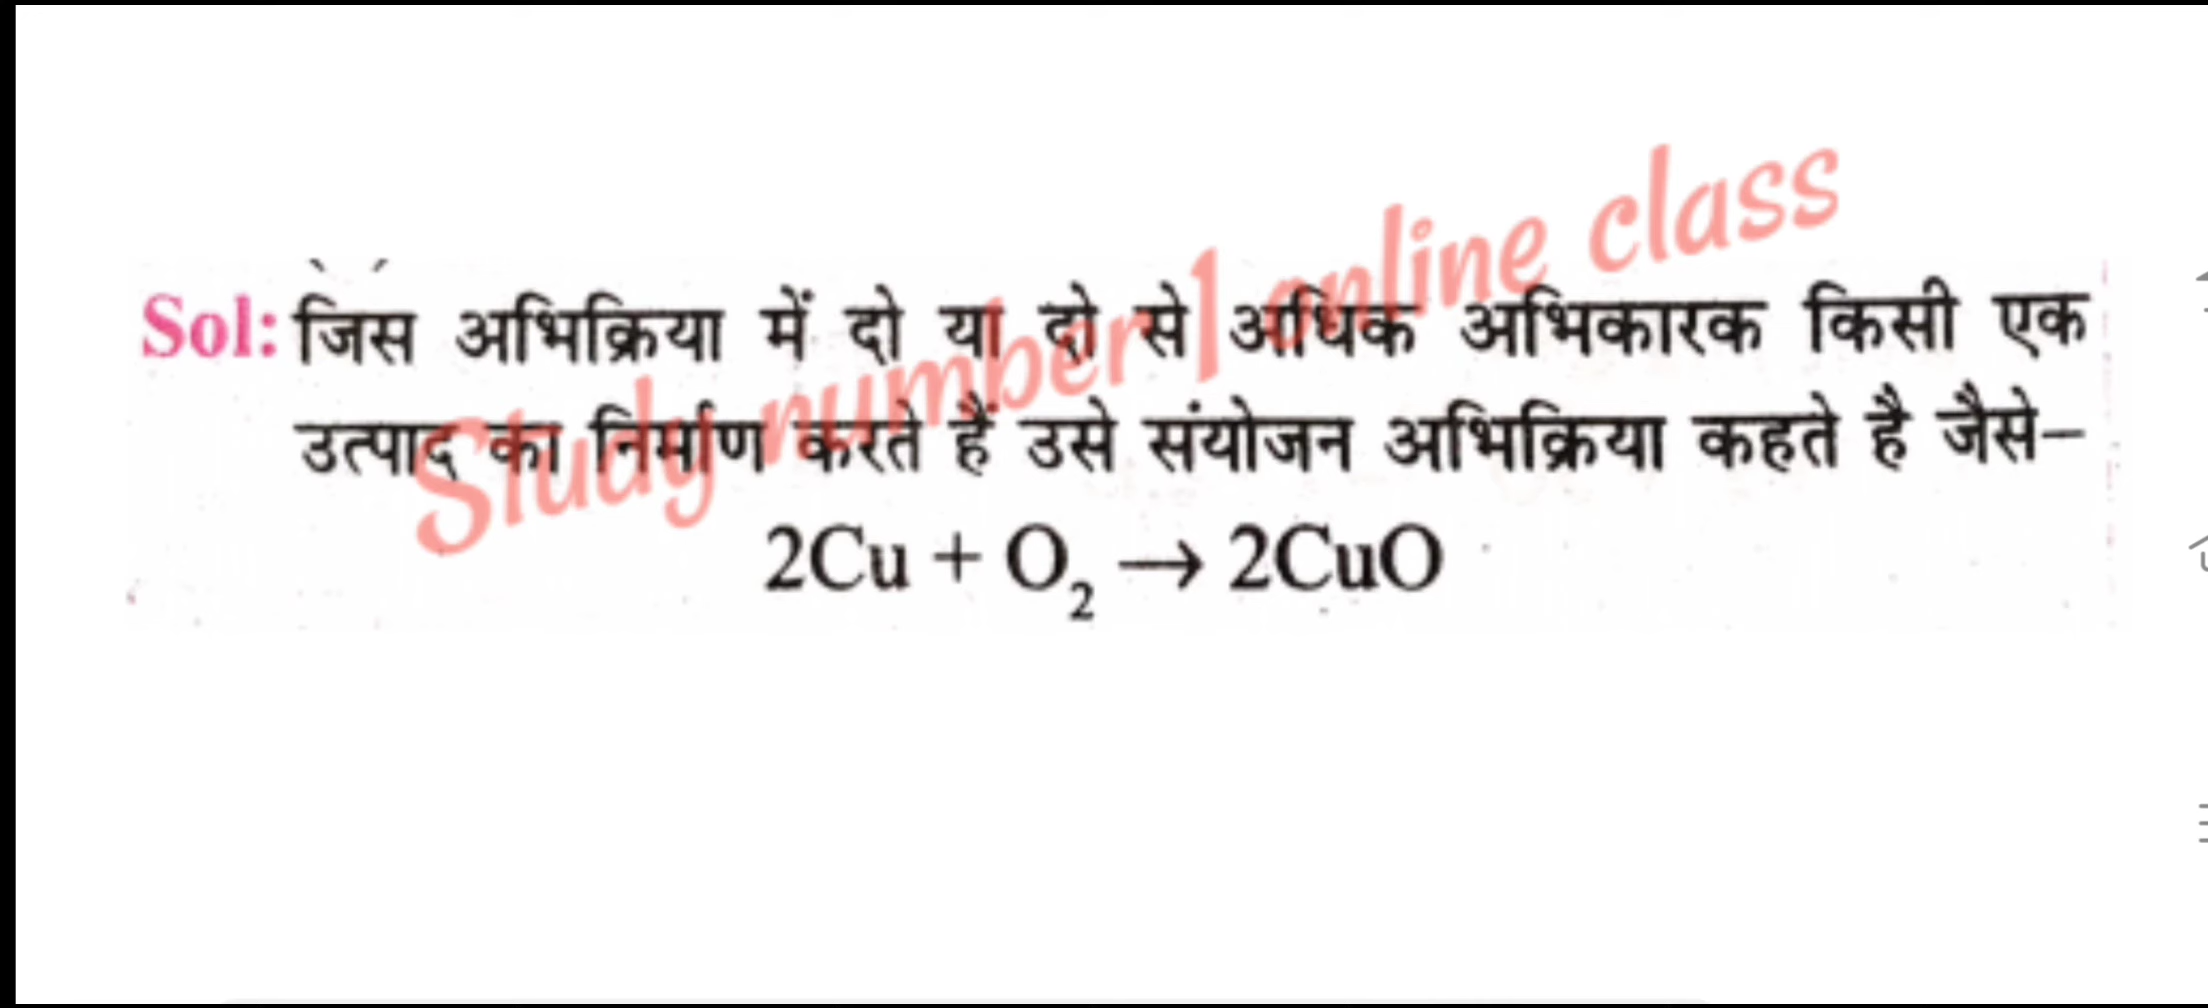 Study number 1 online class
Sol: जिस अभिक्रिया में दो या दो से अधिक अभिकारक किसी एक
उत्पाद का निर्माण करते हैं उसे संयोजन अभिक्रिया कहते है जैसे–
2Cu + O₂ → 2CuO